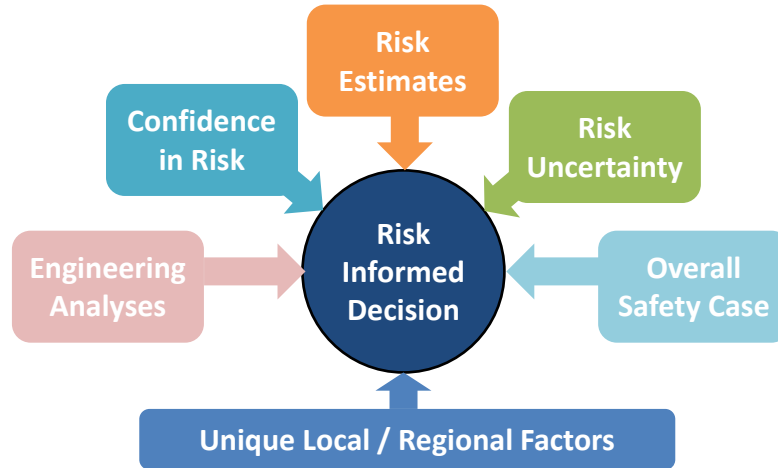 Risk
Estimates
Confidence
in Risk
Risk
Uncertainty
Engineering
Analyses
Risk
Informed
Decision
Overall
Safety Case
Unique Local / Regional Factors